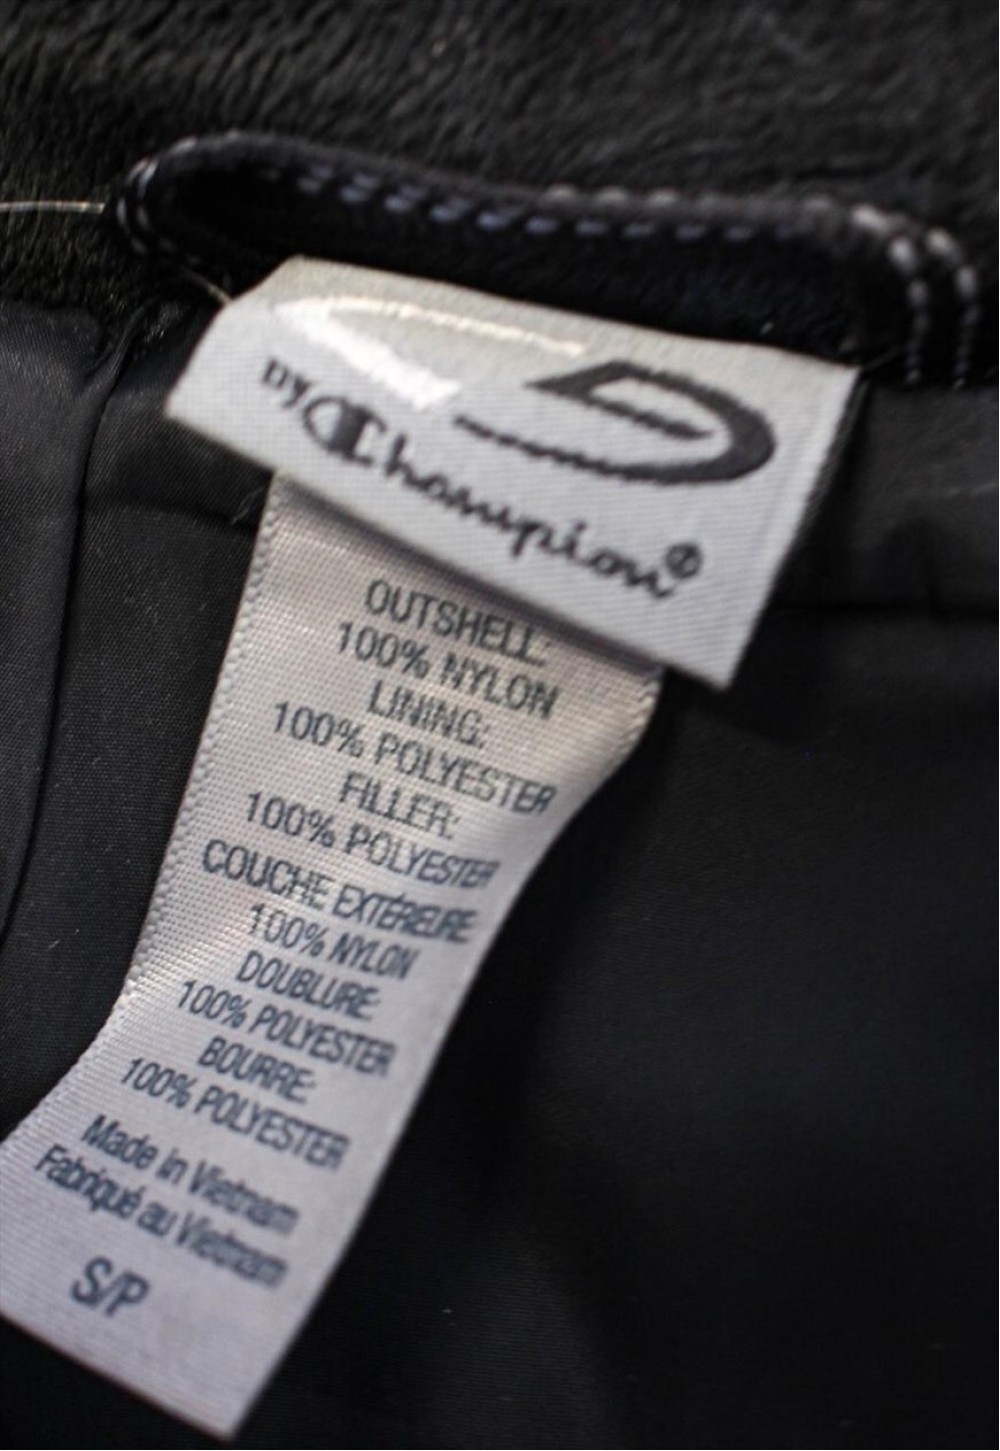 BY Champion®
OUTSHELL:
100% NYLON
LINING:
100% POLYESTER
FILLER:
100% POLYESTER
COUCHE EXTÉRIEURE:
100% NYLON
DOUBLURE:
100% POLYESTER
BOURRE:
100% POLYESTER
Made in Vietnam
Fabriqué au Vietnam
S/P